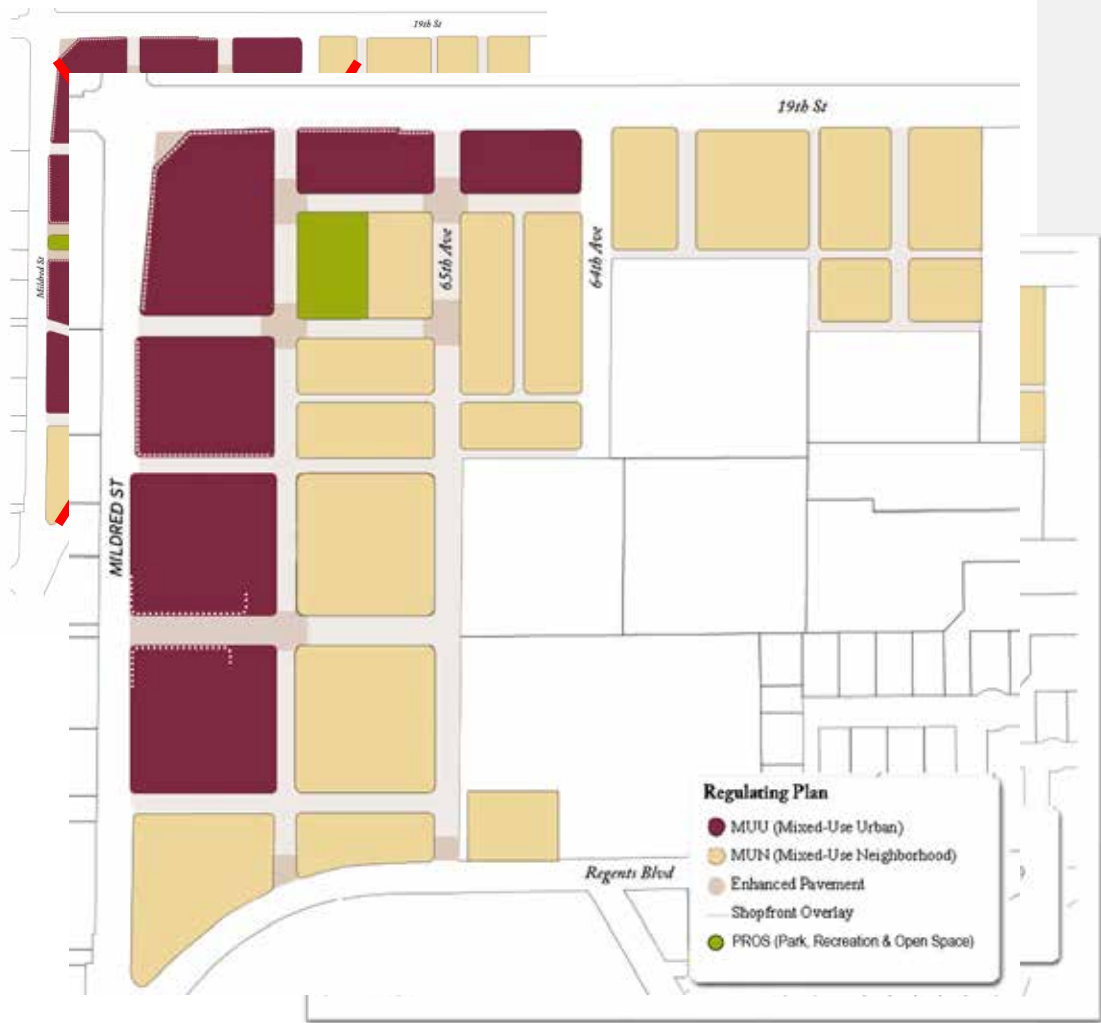 19th St
19th St
65th Ave
64th Ave
Mildred St
MILDRED ST
Regents Blvd
Regulating Plan
MUU (Mixed-Use Urban)
MUN (Mixed-Use Neighborhood)
Enhanced Pavement
Shopfront Overlay
PROS (Park, Recreation & Open Space)